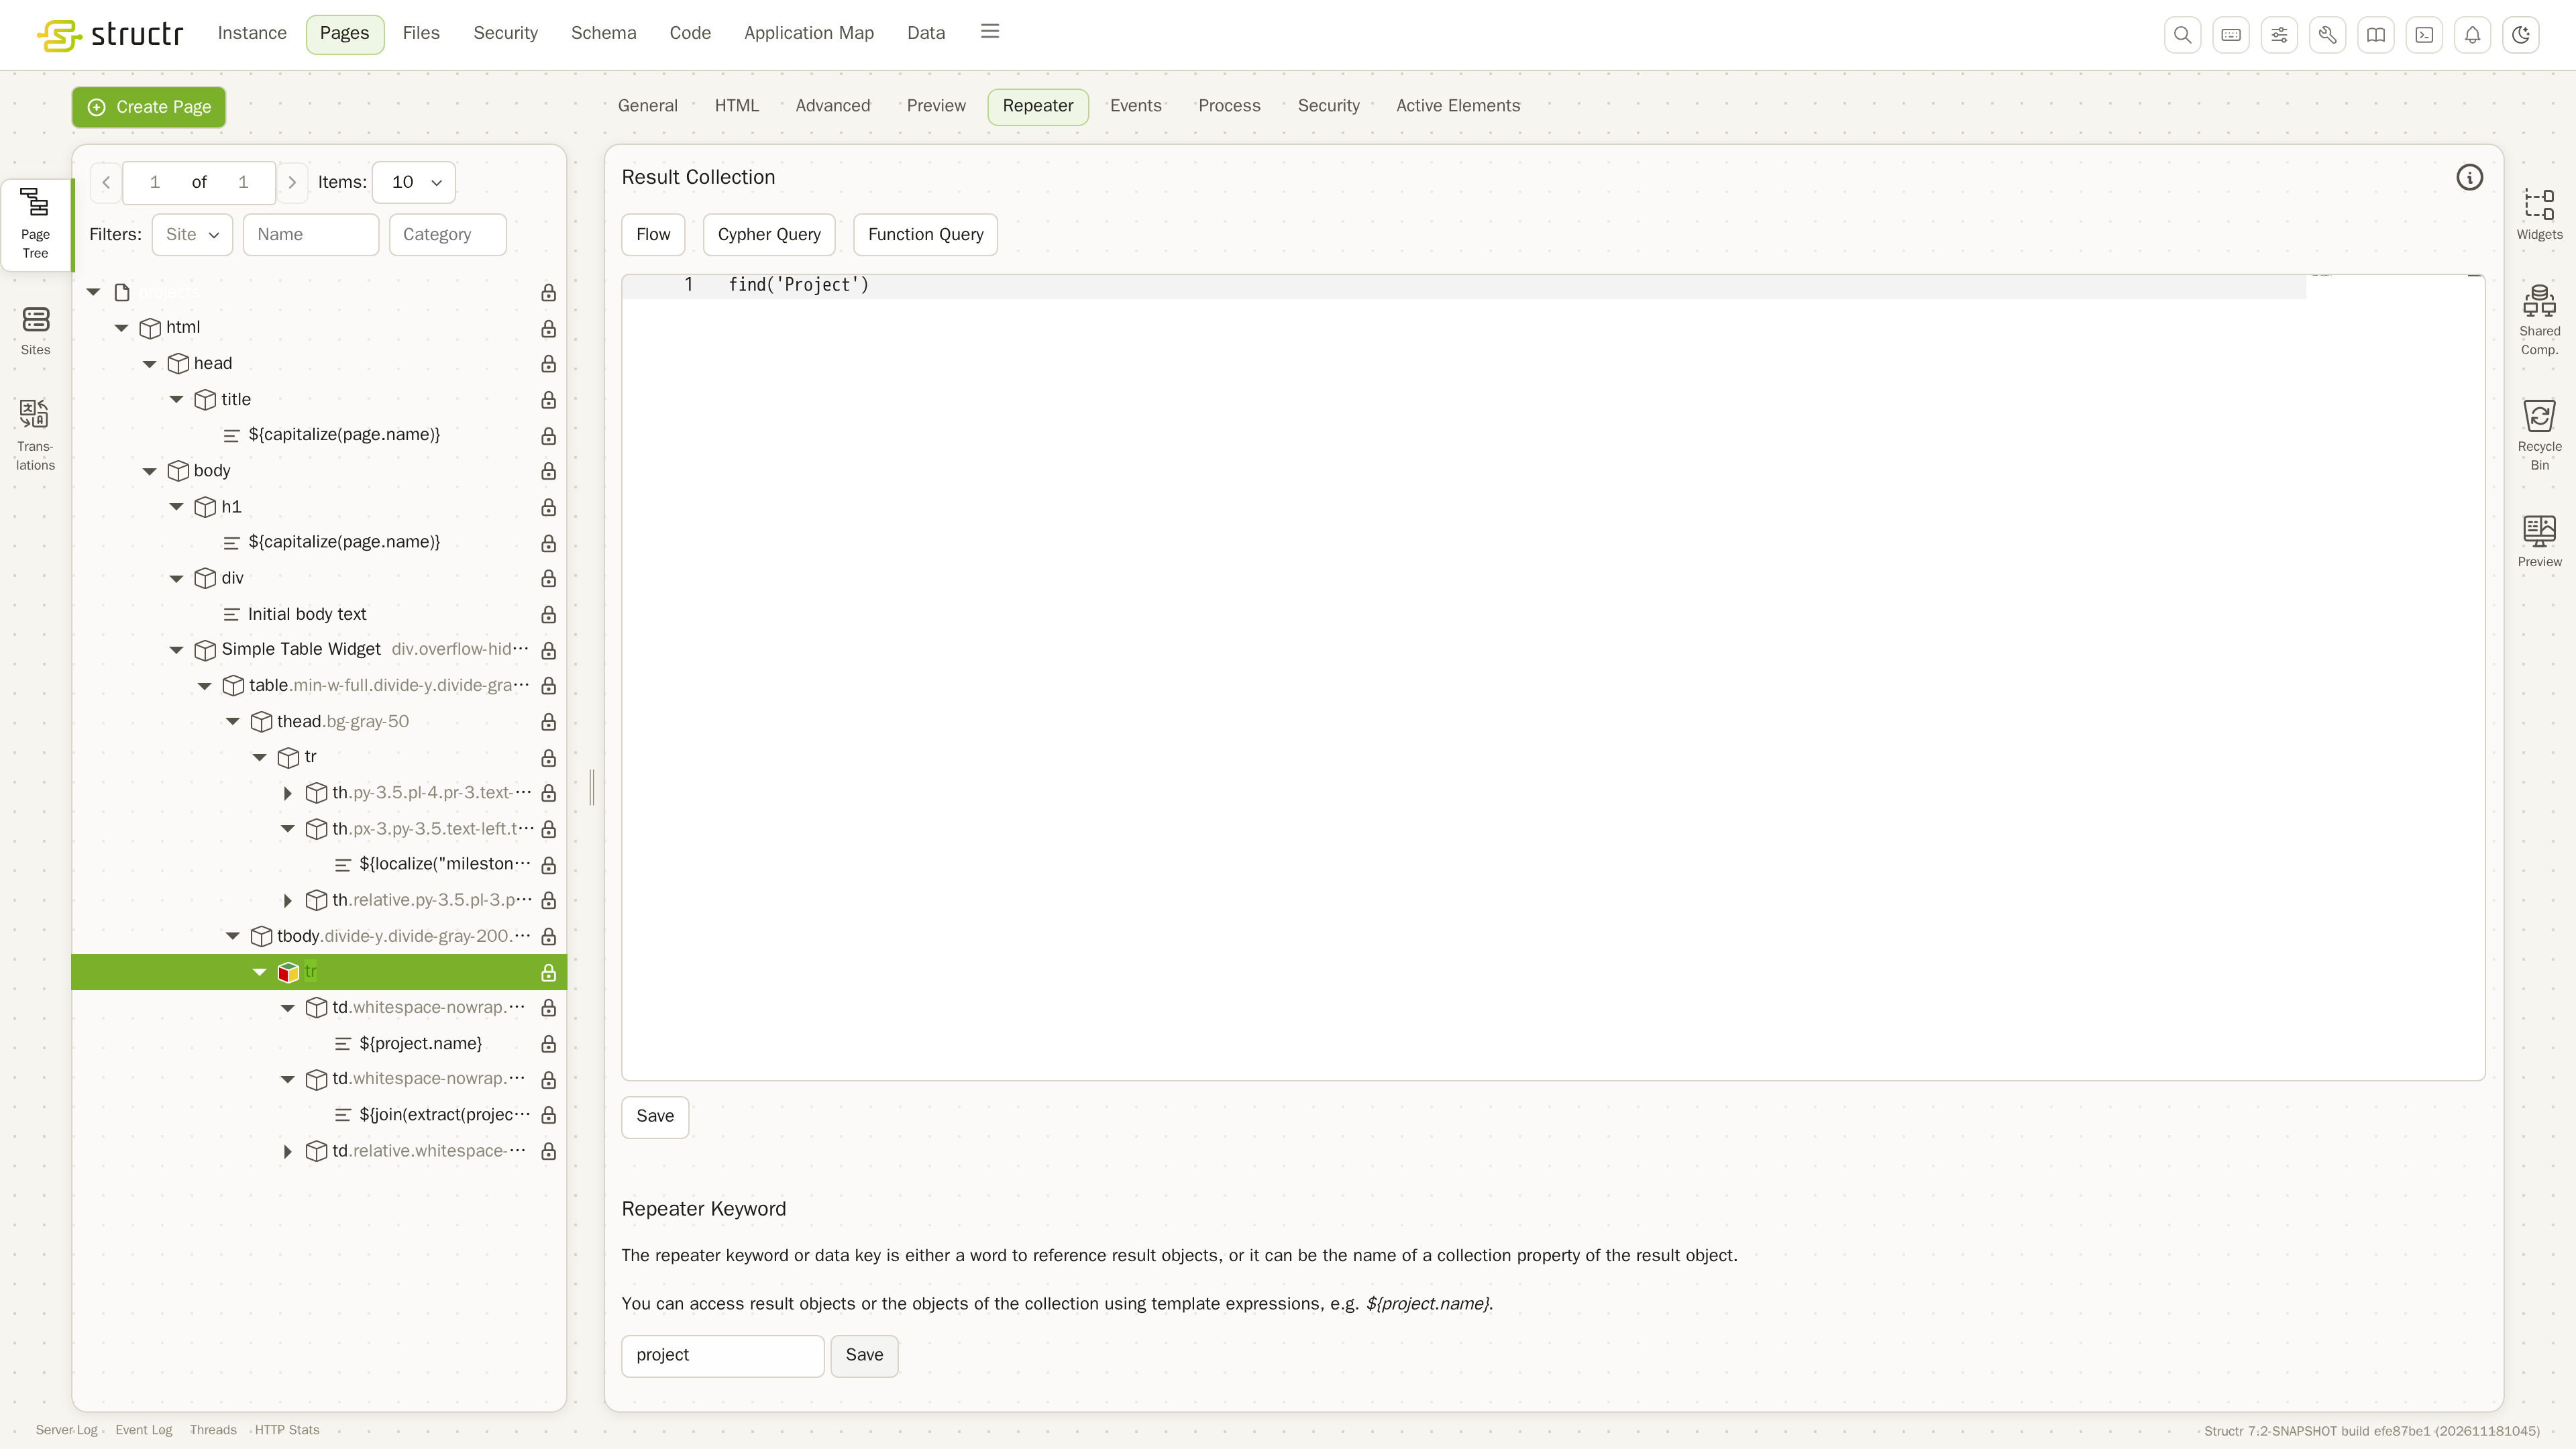 structr
Instance Pages Files Security Schema Code Application Map Data
Create Page
General HTML Advanced Preview Repeater Events Process Security Active Elements
Page
Tree
Sites
Trans-
lations
1 of 1 Items: 10
Filters: Site Name Category
projects
html
head
title
${capitalize(page.name)}
body
h1
${capitalize(page.name)}
div
Initial body text
Simple Table Widget div.overflow-hid···
table.min-w-full.divide-y.divide-gra···
thead.bg-gray-50
tr
th.py-3.5.pl-4.pr-3.text-···
th.px-3.py-3.5.text-left.t···
${localize("mileston···
th.relative.py-3.5.pl-3.p···
tbody.divide-y.divide-gray-200.···
tr
td.whitespace-nowrap.···
${project.name}
td.whitespace-nowrap.···
${join(extract(projec···
td.relative.whitespace-···
Result Collection
Flow Cypher Query Function Query
1 find('Project')
Save
Repeater Keyword
The repeater keyword or data key is either a word to reference result objects, or it can be the name of a collection property of the result object.
You can access result objects or the objects of the collection using template expressions, e.g. ${project.name}.
project Save
Widgets
Shared
Comp.
Recycle
Bin
Preview
Server Log Event Log Threads HTTP Stats
Structr 7.2-SNAPSHOT build efe87be1 (202611181045)